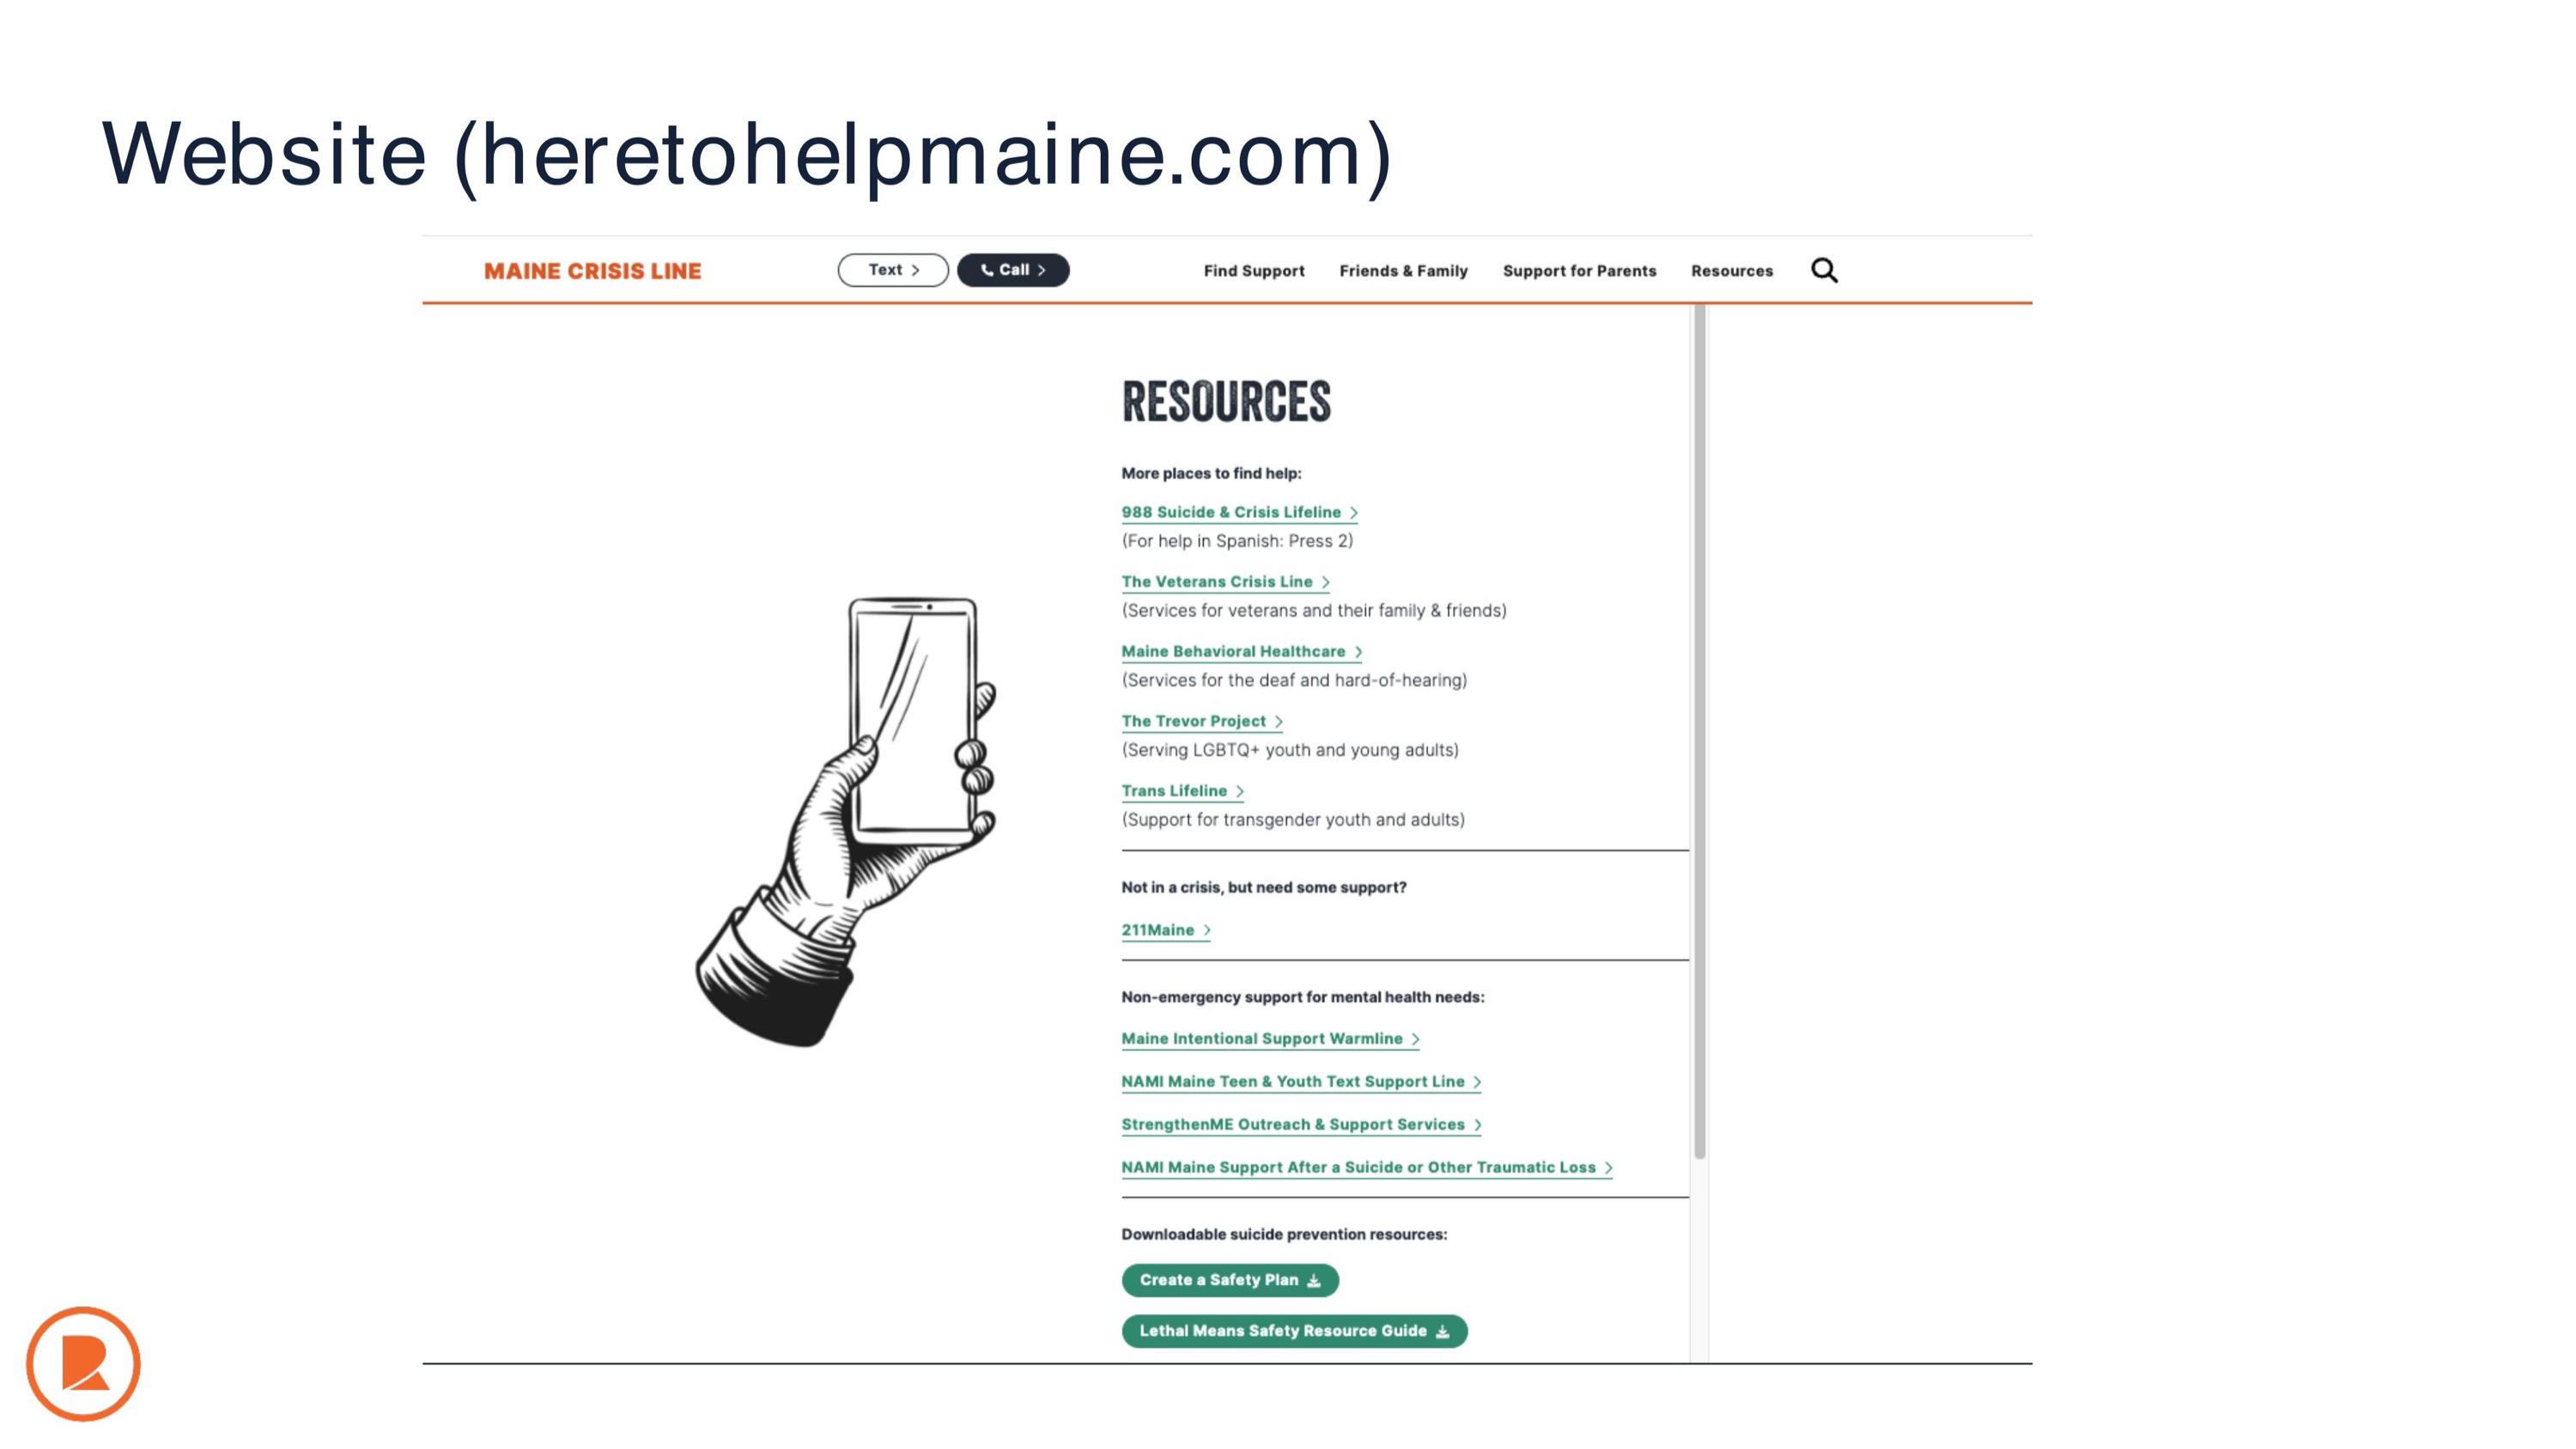 Website (heretohelpmaine.com)
MAINE CRISIS LINE
Text >
Call >
Find Support
Friends & Family
Support for Parents
Resources
RESOURCES
More places to find help:
988 Suicide & Crisis Lifeline >
(For help in Spanish: Press 2)
The Veterans Crisis Line >
(Services for veterans and their family & friends)
Maine Behavioral Healthcare >
(Services for the deaf and hard-of-hearing)
The Trevor Project >
(Serving LGBTQ+ youth and young adults)
Trans Lifeline >
(Support for transgender youth and adults)
Not in a crisis, but need some support?
211Maine >
Non-emergency support for mental health needs:
Maine Intentional Support Warmline >
NAMI Maine Teen & Youth Text Support Line >
StrengthenME Outreach & Support Services >
NAMI Maine Support After a Suicide or Other Traumatic Loss >
Downloadable suicide prevention resources:
Create a Safety Plan
Lethal Means Safety Resource Guide
R